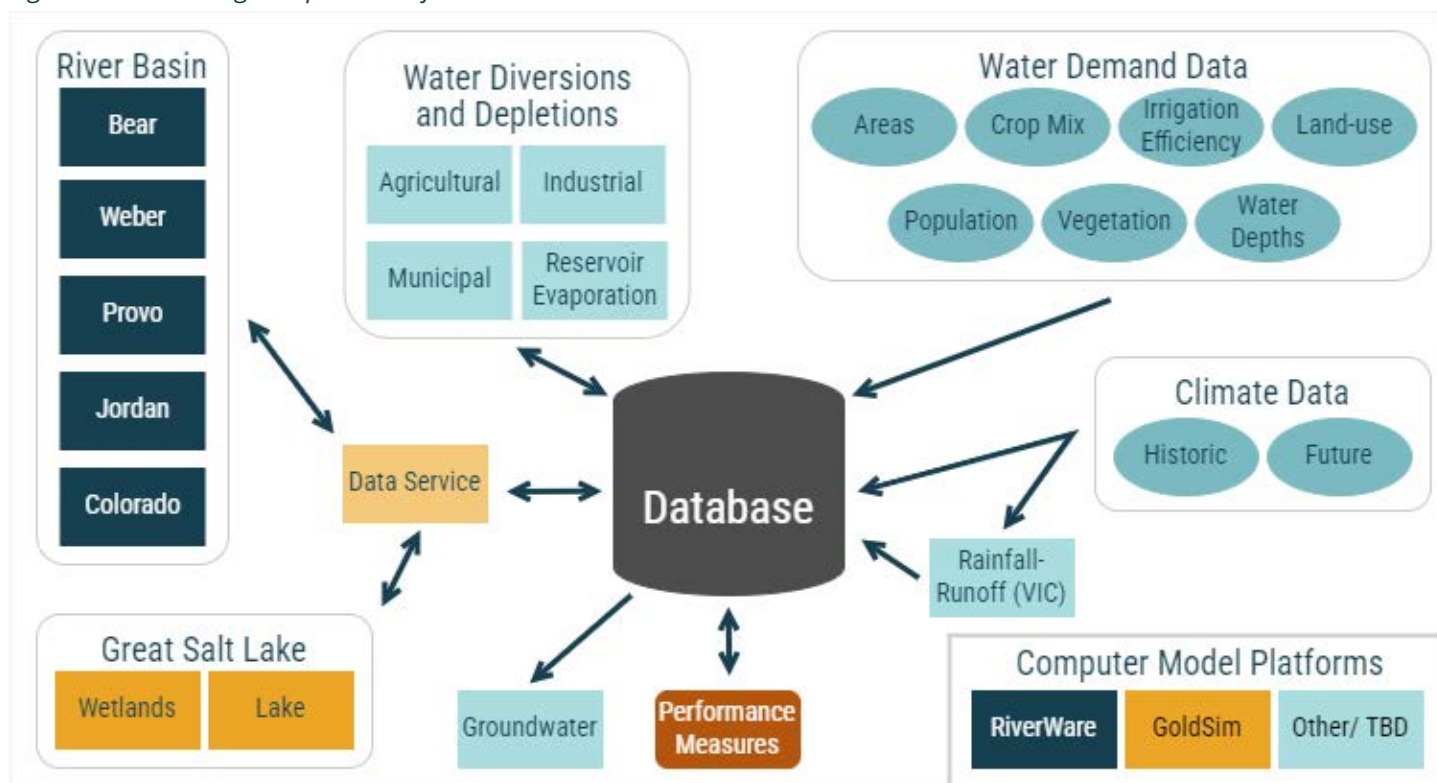 River Basin
Bear
Weber
Provo
Jordan
Colorado
Water Diversions
and Depletions
Agricultural
Industrial
Municipal
Reservoir
Evaporation
Water Demand Data
Areas
Crop Mix
Irrigation
Efficiency
Land-use
Population
Vegetation
Water
Depths
Climate Data
Historic
Future
Data Service
Database
Rainfall-
Runoff (VIC)
Great Salt Lake
Wetlands
Lake
Groundwater
Performance
Measures
Computer Model Platforms
RiverWare
GoldSim
Other/ TBD